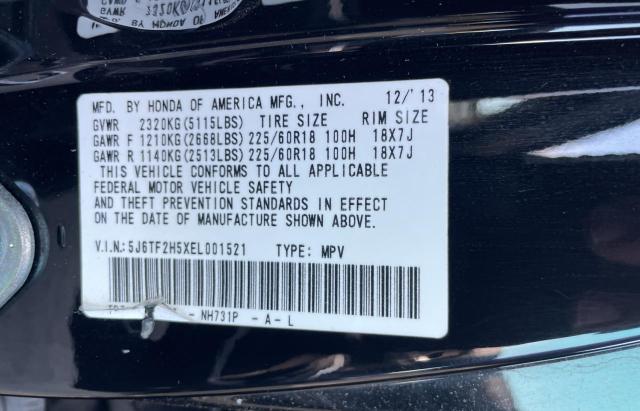 MFD. BY HONDA OF AMERICA MFG., INC. 12/'13
GVWR 2320KG(5115LBS) TIRE SIZE RIM SIZE
GAWR F 1210KG(2668LBS) 225/60R18 100H 18X7J
GAWR R 1140KG(2513LBS) 225/60R18 100H 18X7J
THIS VEHICLE CONFORMS TO ALL APPLICABLE
FEDERAL MOTOR VEHICLE SAFETY
AND THEFT PREVENTION STANDARDS IN EFFECT
ON THE DATE OF MANUFACTURE SHOWN ABOVE.
V.I.N.:5J6TF2H5XEL001521 TYPE: MPV
- NH731P - A - L